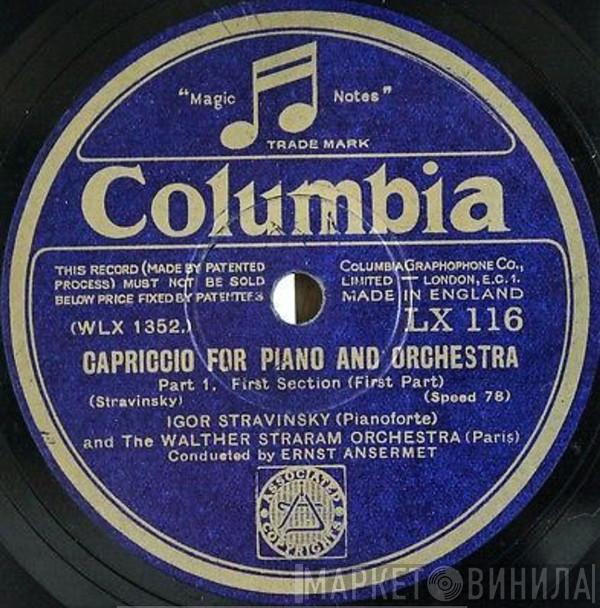 "Magic Notes"
TRADE MARK
Columbia
THIS RECORD (MADE BY PATENTED
PROCESS) MUST NOT BE SOLD
BELOW PRICE FIXED BY PATENTEES
COLUMBIA GRAPHOPHONE CO.,
LIMITED — LONDON, E.C.1.
MADE IN ENGLAND
(WLX 1352.)
LX 116
CAPRICCIO FOR PIANO AND ORCHESTRA
Part 1. First Section (First Part)
(Stravinsky) (Speed 78)
IGOR STRAVINSKY (Pianoforte)
and The WALTHER STRARAM ORCHESTRA (Paris)
Conducted by ERNST ANSERMET
ASSOCIATED
COPYRIGHTS
МАРКЕТ ВИНИЛА